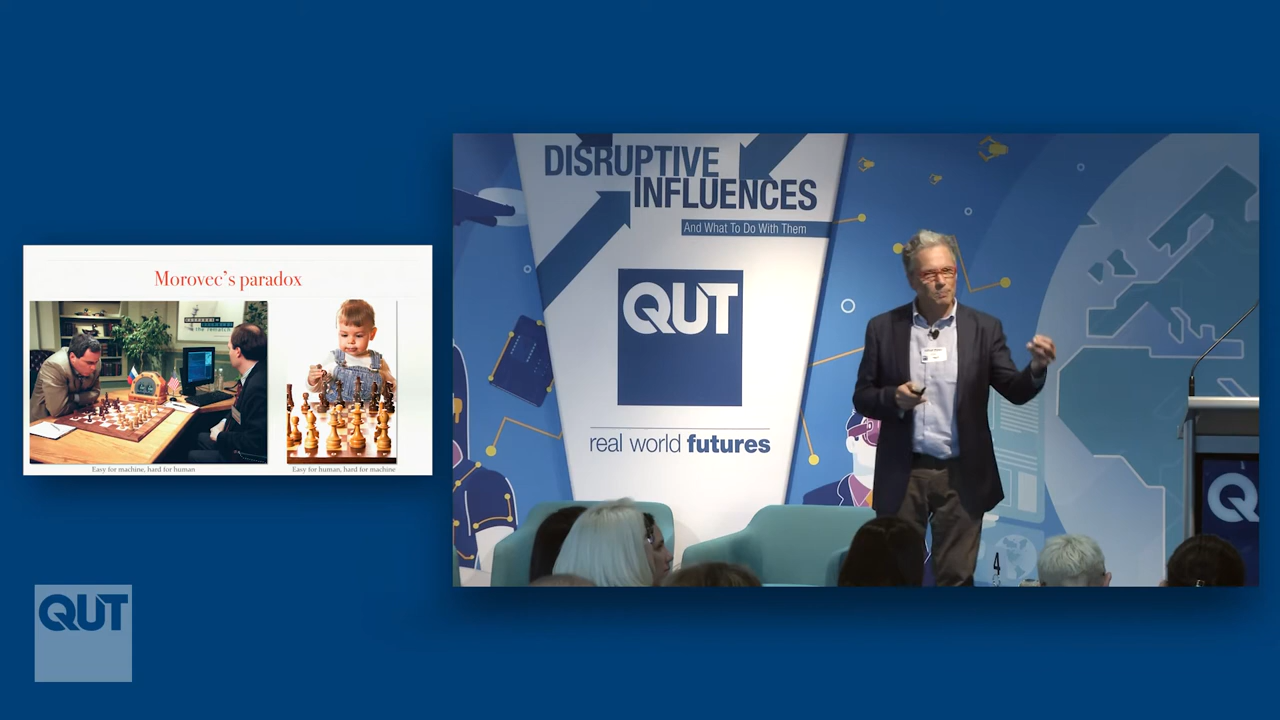 Morovec's paradox
Easy for machine, hard for human
Easy for human, hard for machine
QUT
DISRUPTIVE
INFLUENCES
And What To Do With Them
QUT
real world futures
4